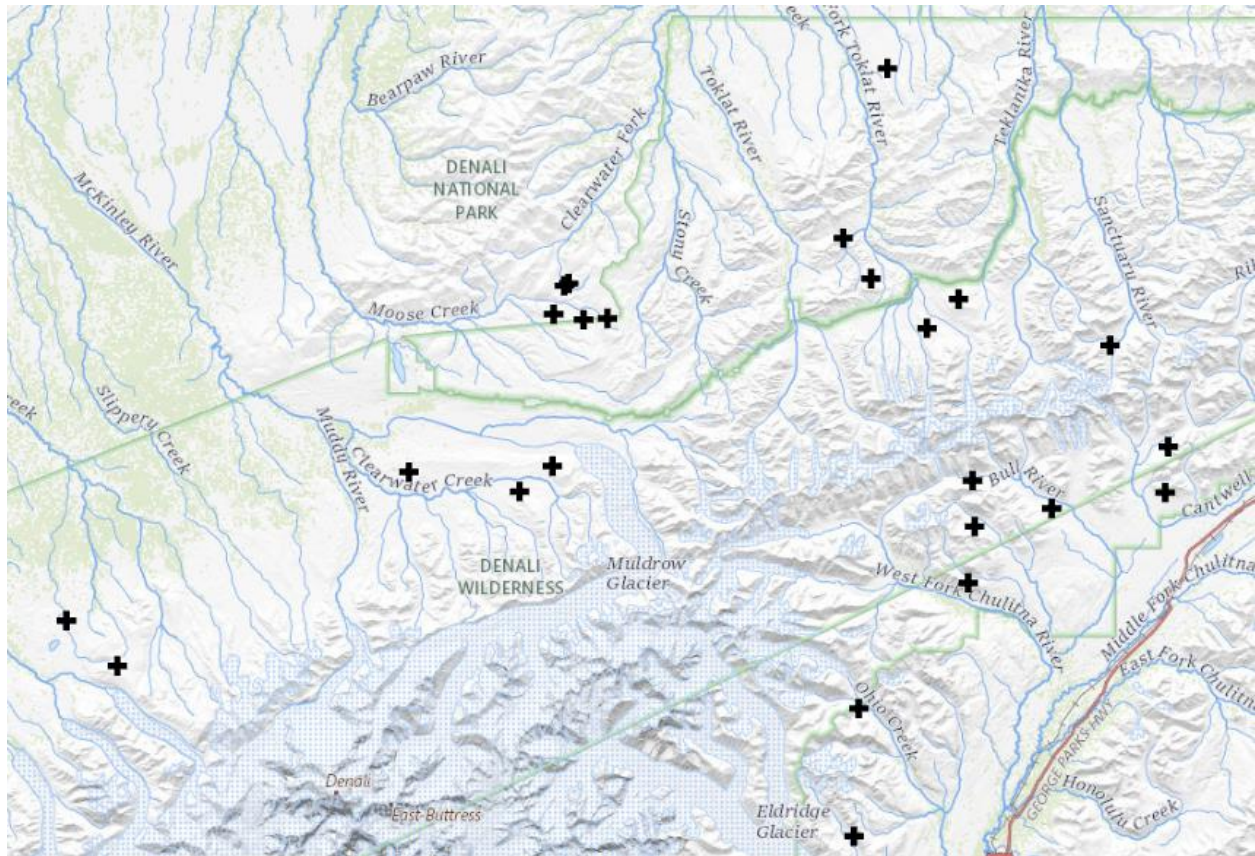 Creek
Fork Toklat River
Toklat River
Teklanika River
Bearpaw River
Clearwater Fork
DENALI
NATIONAL
PARK
McKinley River
Stony Creek
Sanctuary River
Moose Creek
Slippery Creek
Muddy River
Clearwater Creek
Bull River
Cantwell
DENALI
WILDERNESS
Muldrow
Glacier
West Fork Chulitna River
Middle Fork Chulitna
East Fork Chulitna
Ohio Creek
GEORGE PARKS HWY
Denali
East Buttress
Eldridge
Glacier
Honolulu Creek